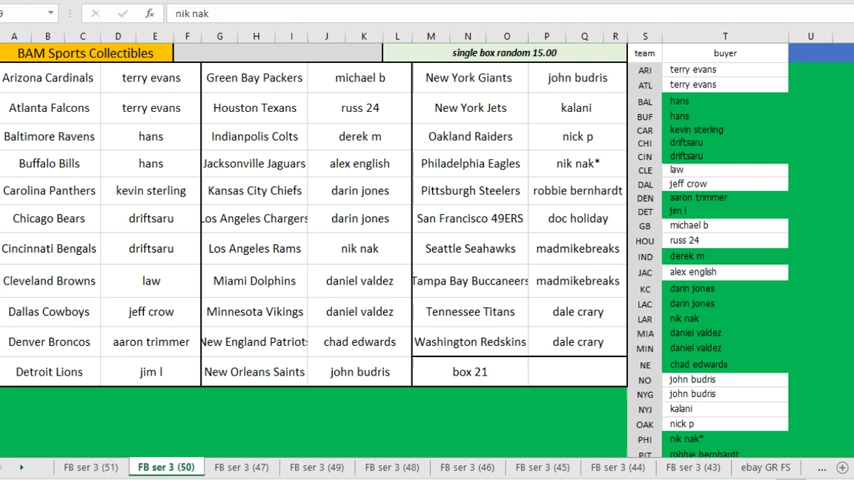 nik nak
A B C D E F G H I J K L M N O P Q R S T U
BAM Sports Collectibles single box random 15.00 team buyer
Arizona Cardinals terry evans Green Bay Packers michael b New York Giants john budris ARI terry evans
Atlanta Falcons terry evans Houston Texans russ 24 New York Jets kalani ATL terry evans
Baltimore Ravens hans Indianpolis Colts derek m Oakland Raiders nick p BAL hans
Buffalo Bills hans Jacksonville Jaguars alex english Philadelphia Eagles nik nak* BUF hans
Carolina Panthers kevin sterling Kansas City Chiefs darin jones Pittsburgh Steelers robbie bernhardt CAR kevin sterling
Chicago Bears driftsaru Los Angeles Chargers darin jones San Francisco 49ERS doc holiday CHI driftsaru
Cincinnati Bengals driftsaru Los Angeles Rams nik nak Seattle Seahawks madmikebreaks CIN driftsaru
Cleveland Browns law Miami Dolphins daniel valdez Tampa Bay Buccaneers madmikebreaks CLE law
Dallas Cowboys jeff crow Minnesota Vikings daniel valdez Tennessee Titans dale crary DAL jeff crow
Denver Broncos aaron trimmer New England Patriots chad edwards Washington Redskins dale crary DEN aaron trimmer
Detroit Lions jim l New Orleans Saints john budris box 21 DET jim l
GB michael b
HOU russ 24
IND derek m
JAC alex english
KC darin jones
LAC darin jones
LAR nik nak
MIA daniel valdez
MIN daniel valdez
NE chad edwards
NO john budris
NYG john budris
NYJ kalani
OAK nick p
PHI nik nak*
PIT robbie bernhardt
FB ser 3 (51) FB ser 3 (50) FB ser 3 (47) FB ser 3 (49) FB ser 3 (48) FB ser 3 (46) FB ser 3 (45) FB ser 3 (44) FB ser 3 (43) ebay GR FS ...